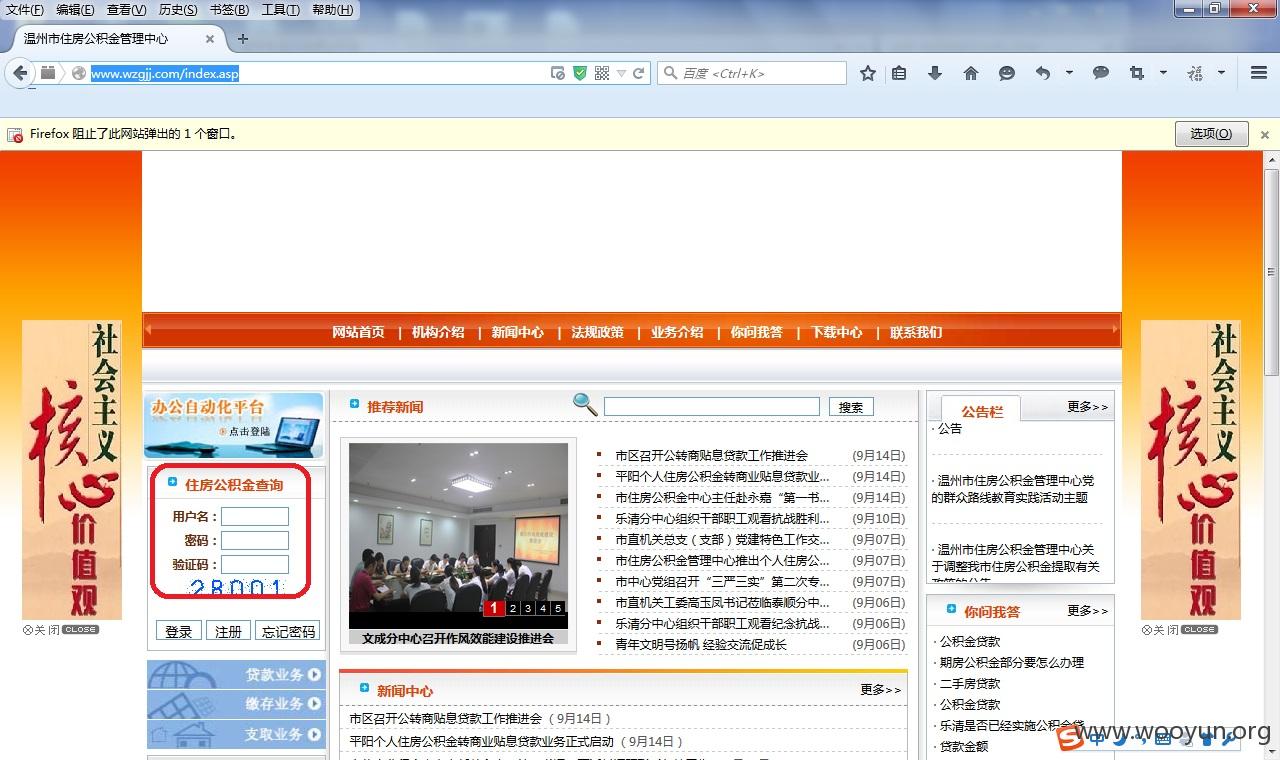 文件(F) 编辑(E) 查看(V) 历史(S) 书签(B) 工具(T) 帮助(H)
温州市住房公积金管理中心
www.wzgjj.com/index.asp
百度 <Ctrl+K>
Firefox 阻止了此网站弹出的 1 个窗口。
选项(O)
网站首页 | 机构介绍 | 新闻中心 | 法规政策 | 业务介绍 | 你问我答 | 下载中心 | 联系我们
社会主义
核心
价值观
关闭 CLOSE
办公自动化平台
点击登陆
住房公积金查询
用户名：
密码：
验证码：
28001
登录 注册 忘记密码
贷款业务
缴存业务
支取业务
推荐新闻
搜索
1 2 3 4 5
文成分中心召开作风效能建设推进会
市区召开公转商贴息贷款工作推进会 (9月14日)
平阳个人住房公积金转商业贴息贷款业... (9月14日)
市住房公积金中心主任赴永嘉“第一书... (9月14日)
乐清分中心组织干部职工观看抗战胜利... (9月10日)
市直机关总支（支部）党建特色工作交... (9月07日)
市住房公积金管理中心推出个人住房公... (9月07日)
市中心党组召开“三严三实”第二次专... (9月07日)
市直机关工委高玉凤书记莅临泰顺分中... (9月06日)
乐清分中心组织干部职工观看纪念抗战... (9月06日)
青年文明号扬帆 经验交流促成长 (9月06日)
新闻中心 更多>>
市区召开公转商贴息贷款工作推进会 （9月14日）
平阳个人住房公积金转商业贴息贷款业务正式启动 （9月14日）
公告栏 更多>>
· 公告
· 温州市住房公积金管理中心党的群众路线教育实践活动主题
· 温州市住房公积金管理中心关于调整我市住房公积金提取有关政策的公告
你问我答 更多>>
· 公积金贷款
· 期房公积金部分要怎么办理
· 二手房贷款
· 公积金贷款
· 乐清是否已经实施公积金贷
· 贷款金额
社会主义
核心
价值观
关闭 CLOSE
中
www.wooyun.org